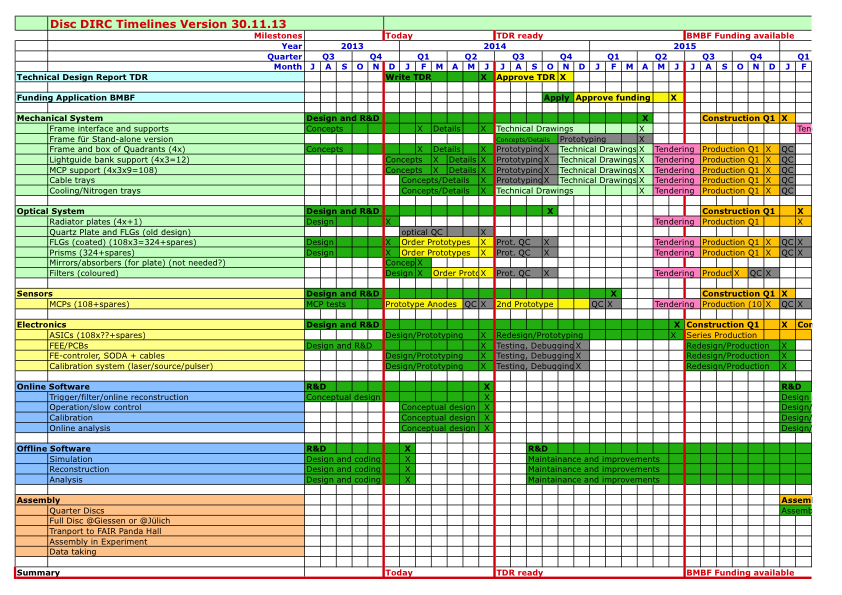 Disc DIRC Timelines Version 30.11.13
Milestones Today TDR ready BMBF Funding available
Year 2013 2014 2015
Quarter Q3 Q4 Q1 Q2 Q3 Q4 Q1 Q2 Q3 Q4 Q1
Month J A S O N D J F M A M J J A S O N D J F M A M J J A S O N D J F
Technical Design Report TDR Write TDR X Approve TDR X
Funding Application BMBF Apply Approve funding X
Mechanical System Design and R&D X Construction Q1 X
Frame interface and supports Concepts X Details X Technical Drawings X Ten
Frame für Stand-alone version Concepts/Details Prototyping X
Frame and box of Quadrants (4x) Concepts X Details X Prototyping X Technical Drawings X Tendering Production Q1 X QC
Lightguide bank support (4x3=12) Concepts X Details X Prototyping X Technical Drawings X Tendering Production Q1 X QC
MCP support (4x3x9=108) Concepts X Details X Prototyping X Technical Drawings X Tendering Production Q1 X QC
Cable trays Concepts/Details X Prototyping X Technical Drawings X Tendering Production Q1 X QC
Cooling/Nitrogen trays Concepts/Details X Technical Drawings X Tendering Production Q1 X QC
Optical System Design and R&D X Construction Q1 X
Radiator plates (4x+1) Design X Tendering Production Q1 X
Quartz Plate and FLGs (old design) optical QC X
FLGs (coated) (108x3=324+spares) Design X Order Prototypes X Prot. QC X Tendering Production Q1 X QC X
Prisms (324+spares) Design X Order Prototypes X Prot. QC X Tendering Production Q1 X QC X
Mirrors/absorbers (for plate) (not needed?) Concep X
Filters (coloured) Design X Order Proto X Prot. QC X Tendering Product X QC X
Sensors Design and R&D X Construction Q1 X
MCPs (108+spares) MCP tests Prototype Anodes QC X 2nd Prototype QC X Tendering Production (10 X QC X
Electronics Design and R&D X Construction Q1 X Con
ASICs (108x??+spares) Design/Prototyping X Redesign/Prototyping X Series Production
FEE/PCBs Design and R&D X Testing, Debugging X Redesign/Production X
FE-controler, SODA + cables Design/Prototyping X Testing, Debugging X Redesign/Production X
Calibration system (laser/source/pulser) Design/Prototyping X Testing, Debugging X Redesign/Production X
Online Software R&D X R&D
Trigger/filter/online reconstruction Conceptual design X Design
Operation/slow control Conceptual design X Design/
Calibration Conceptual design X Design/
Online analysis Conceptual design X Design/
Offline Software R&D X R&D
Simulation Design and coding X Maintainance and improvements
Reconstruction Design and coding X Maintainance and improvements
Analysis Design and coding X Maintainance and improvements
Assembly Assem
Quarter Discs Assemb
Full Disc @Giessen or @Jülich
Tranport to FAIR Panda Hall
Assembly in Experiment
Data taking
Summary Today TDR ready BMBF Funding available